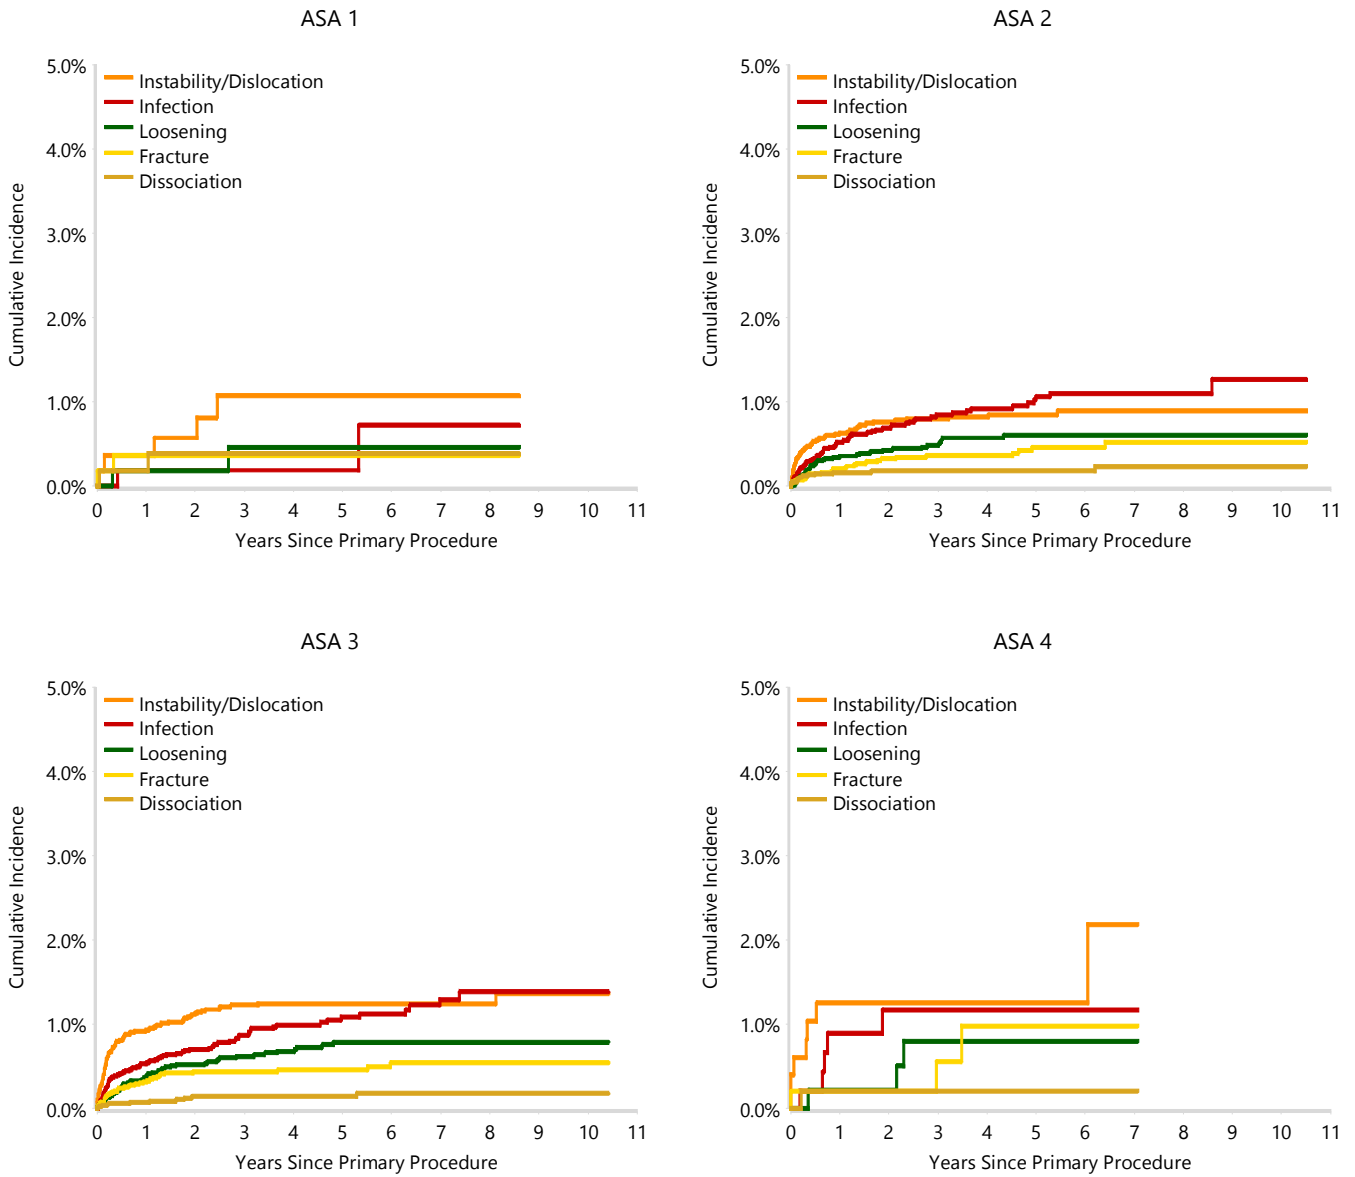 ASA 1
5.0%
4.0%
3.0%
2.0%
1.0%
0.0%
Cumulative Incidence
Instability/Dislocation
Infection
Loosening
Fracture
Dissociation
0 1 2 3 4 5 6 7 8 9 10 11
Years Since Primary Procedure
ASA 2
5.0%
4.0%
3.0%
2.0%
1.0%
0.0%
Cumulative Incidence
Instability/Dislocation
Infection
Loosening
Fracture
Dissociation
0 1 2 3 4 5 6 7 8 9 10 11
Years Since Primary Procedure
ASA 3
5.0%
4.0%
3.0%
2.0%
1.0%
0.0%
Cumulative Incidence
Instability/Dislocation
Infection
Loosening
Fracture
Dissociation
0 1 2 3 4 5 6 7 8 9 10 11
Years Since Primary Procedure
ASA 4
5.0%
4.0%
3.0%
2.0%
1.0%
0.0%
Cumulative Incidence
Instability/Dislocation
Infection
Loosening
Fracture
Dissociation
0 1 2 3 4 5 6 7 8 9 10 11
Years Since Primary Procedure